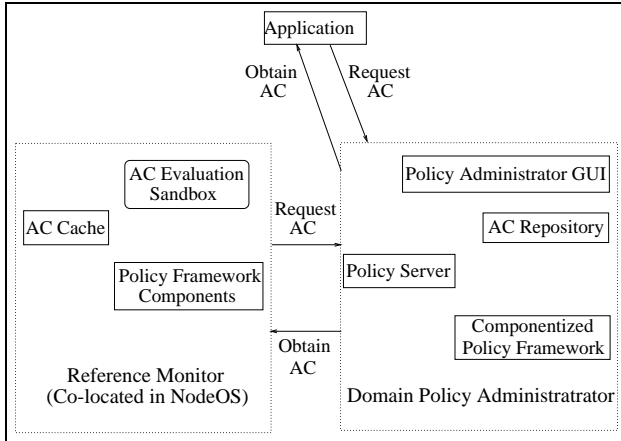 Application
Obtain
AC
Request
AC
AC Evaluation
Sandbox
AC Cache
Policy Framework
Components
Reference Monitor
(Co-located in NodeOS)
Request
AC
Obtain
AC
Policy Administrator GUI
AC Repository
Policy Server
Componentized
Policy Framework
Domain Policy Administratrator